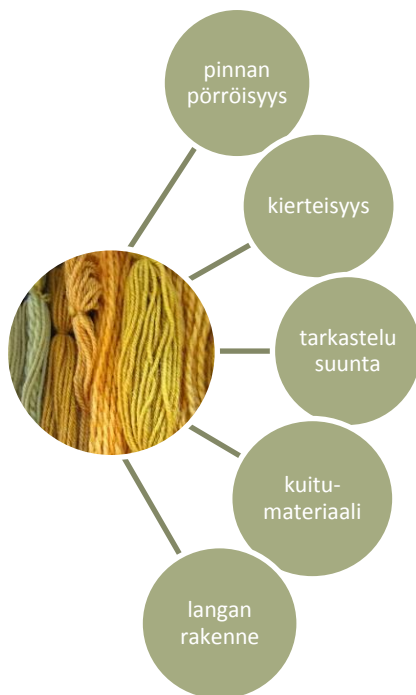 pinnan
pörröisyys
kierteisyys
tarkastelu
suunta
kuitu-
materiaali
langan
rakenne